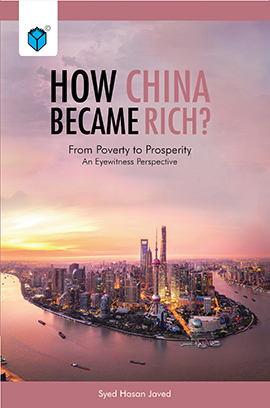 HOW CHINA
BECAME RICH?
From Poverty to Prosperity
An Eyewitness Perspective
Syed Hasan Javed